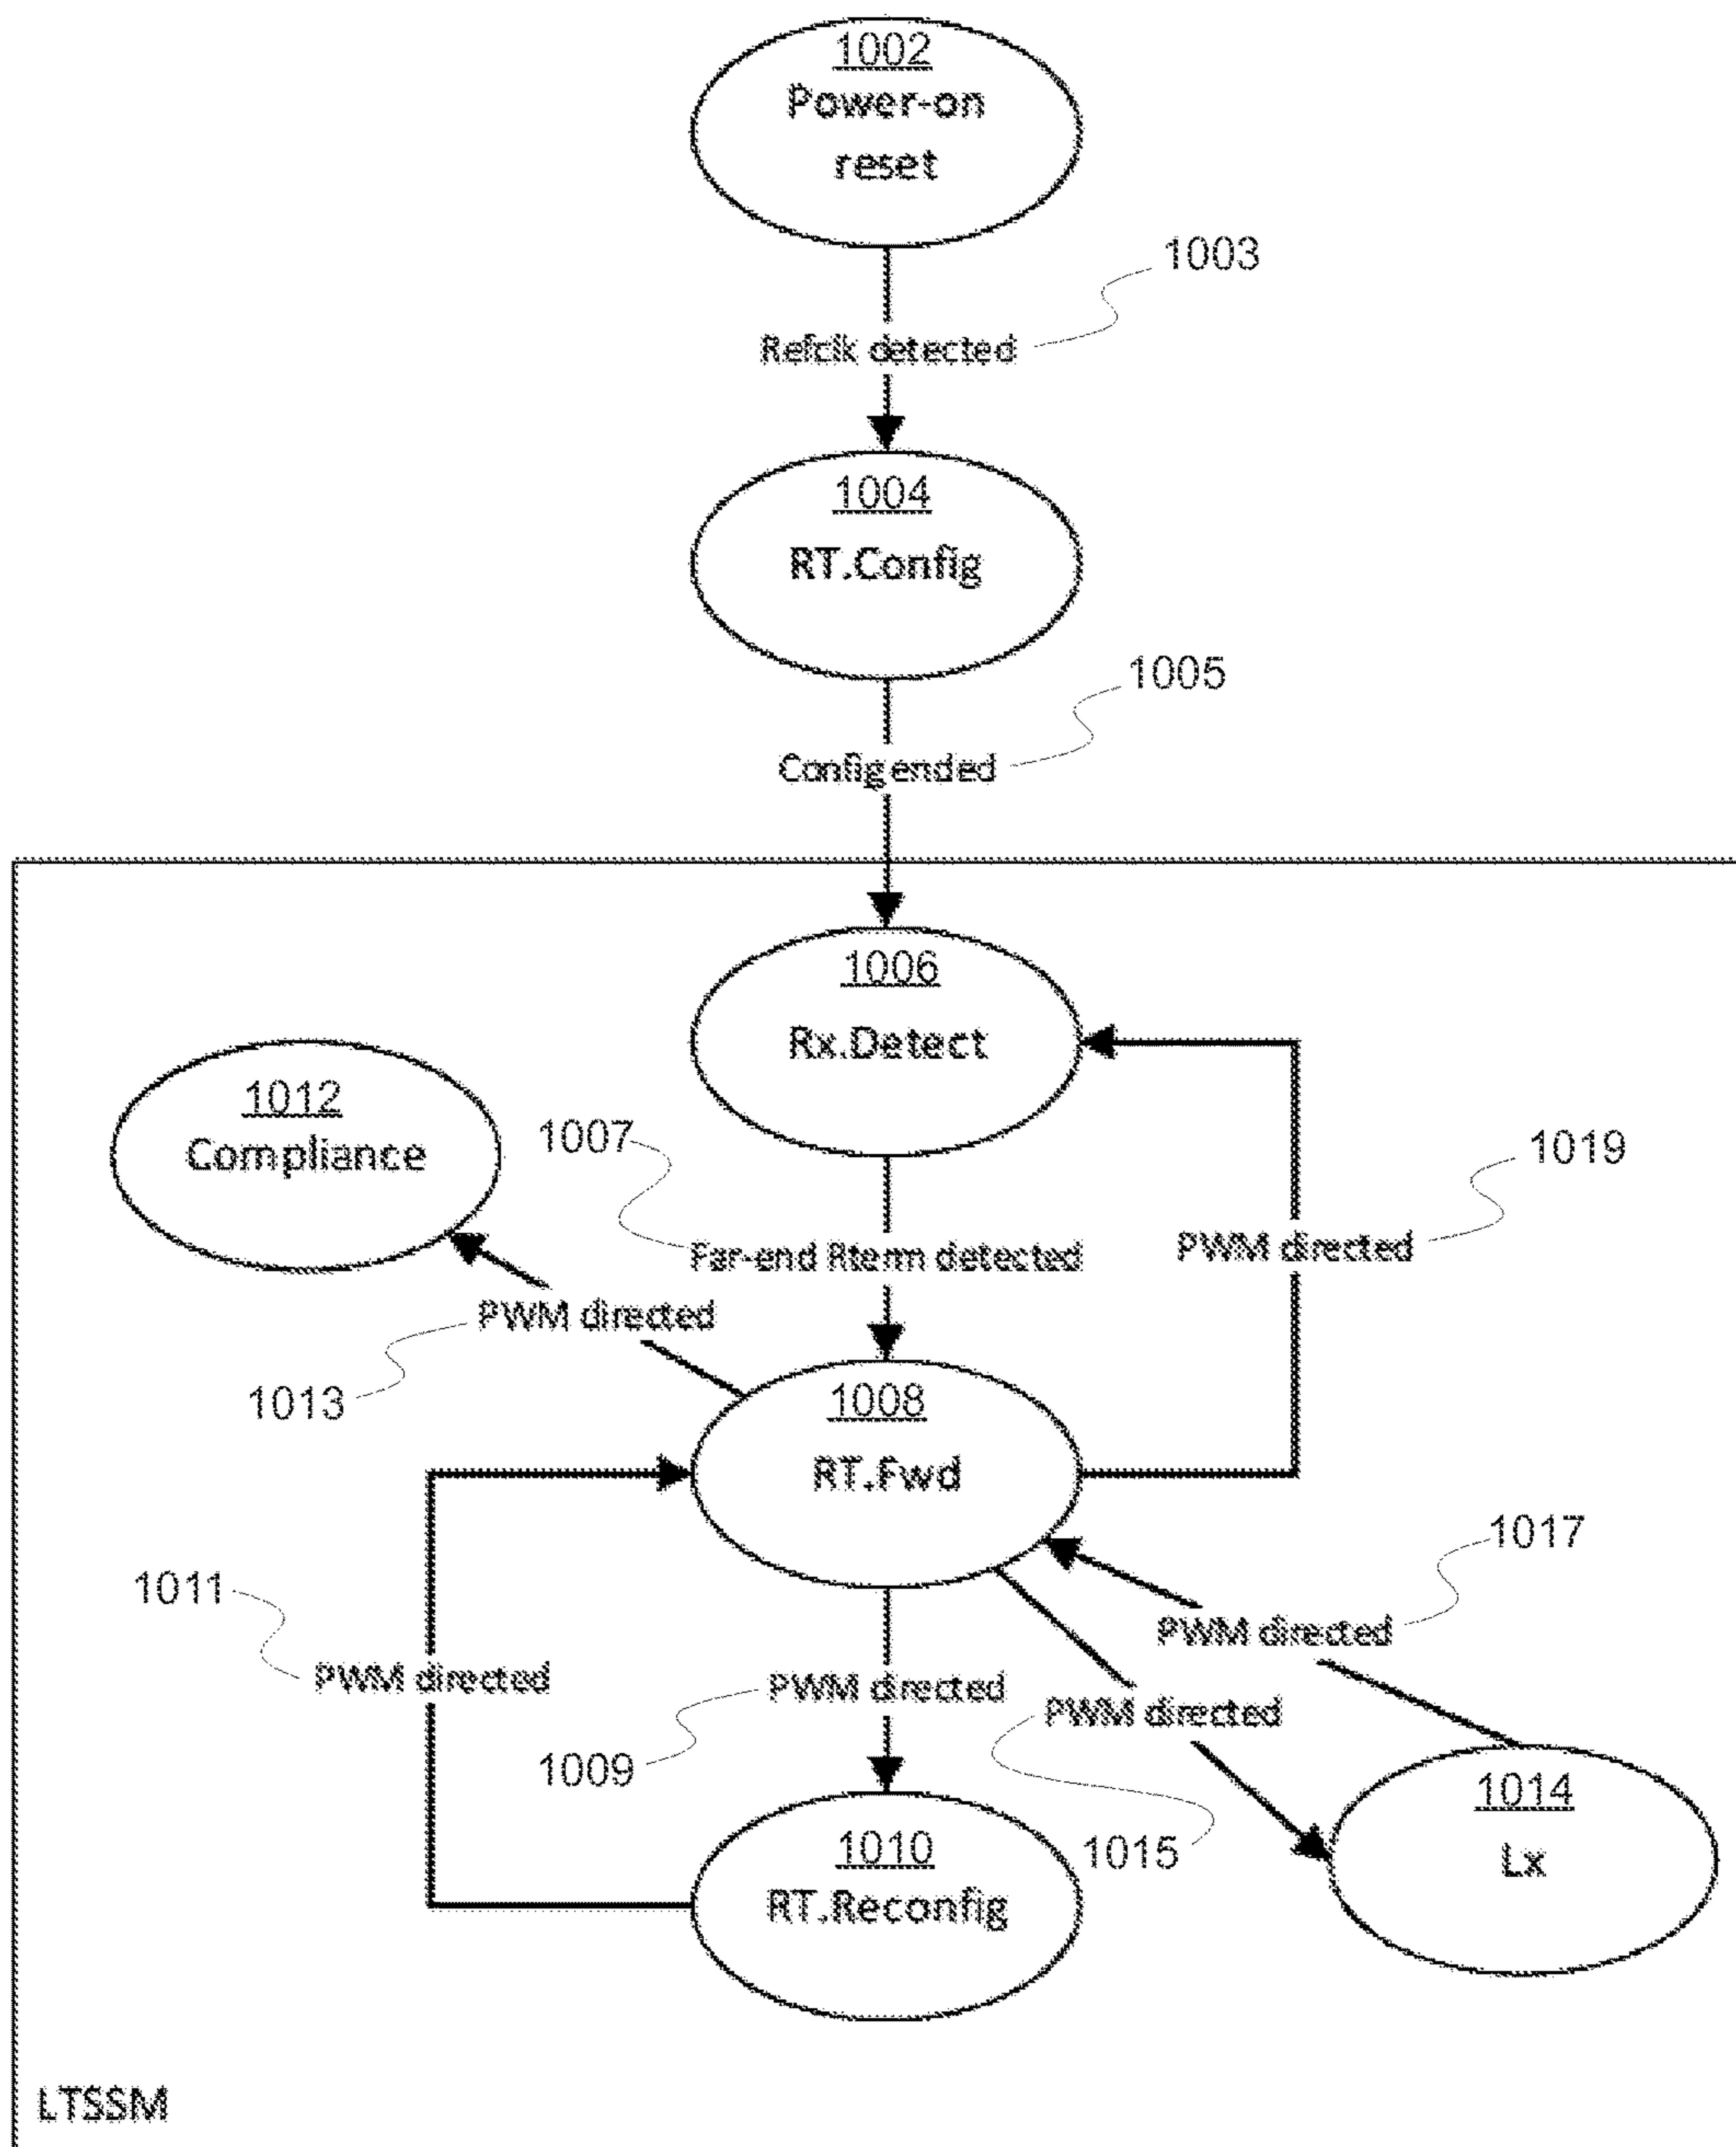 1002
Power-on
reset
1003
Refclk detected
1004
RT.Config
1005
Config ended
1006
Rx.Detect
1012
Compliance
1007
1019
Far-end Rterm detected
PWM directed
PWM directed
1013
1008
RT.Fwd
1017
1011
PWM directed
PWM directed
PWM directed
PWM directed
1009
1015
1014
Lx
1010
RT.Reconfig
LTSSM